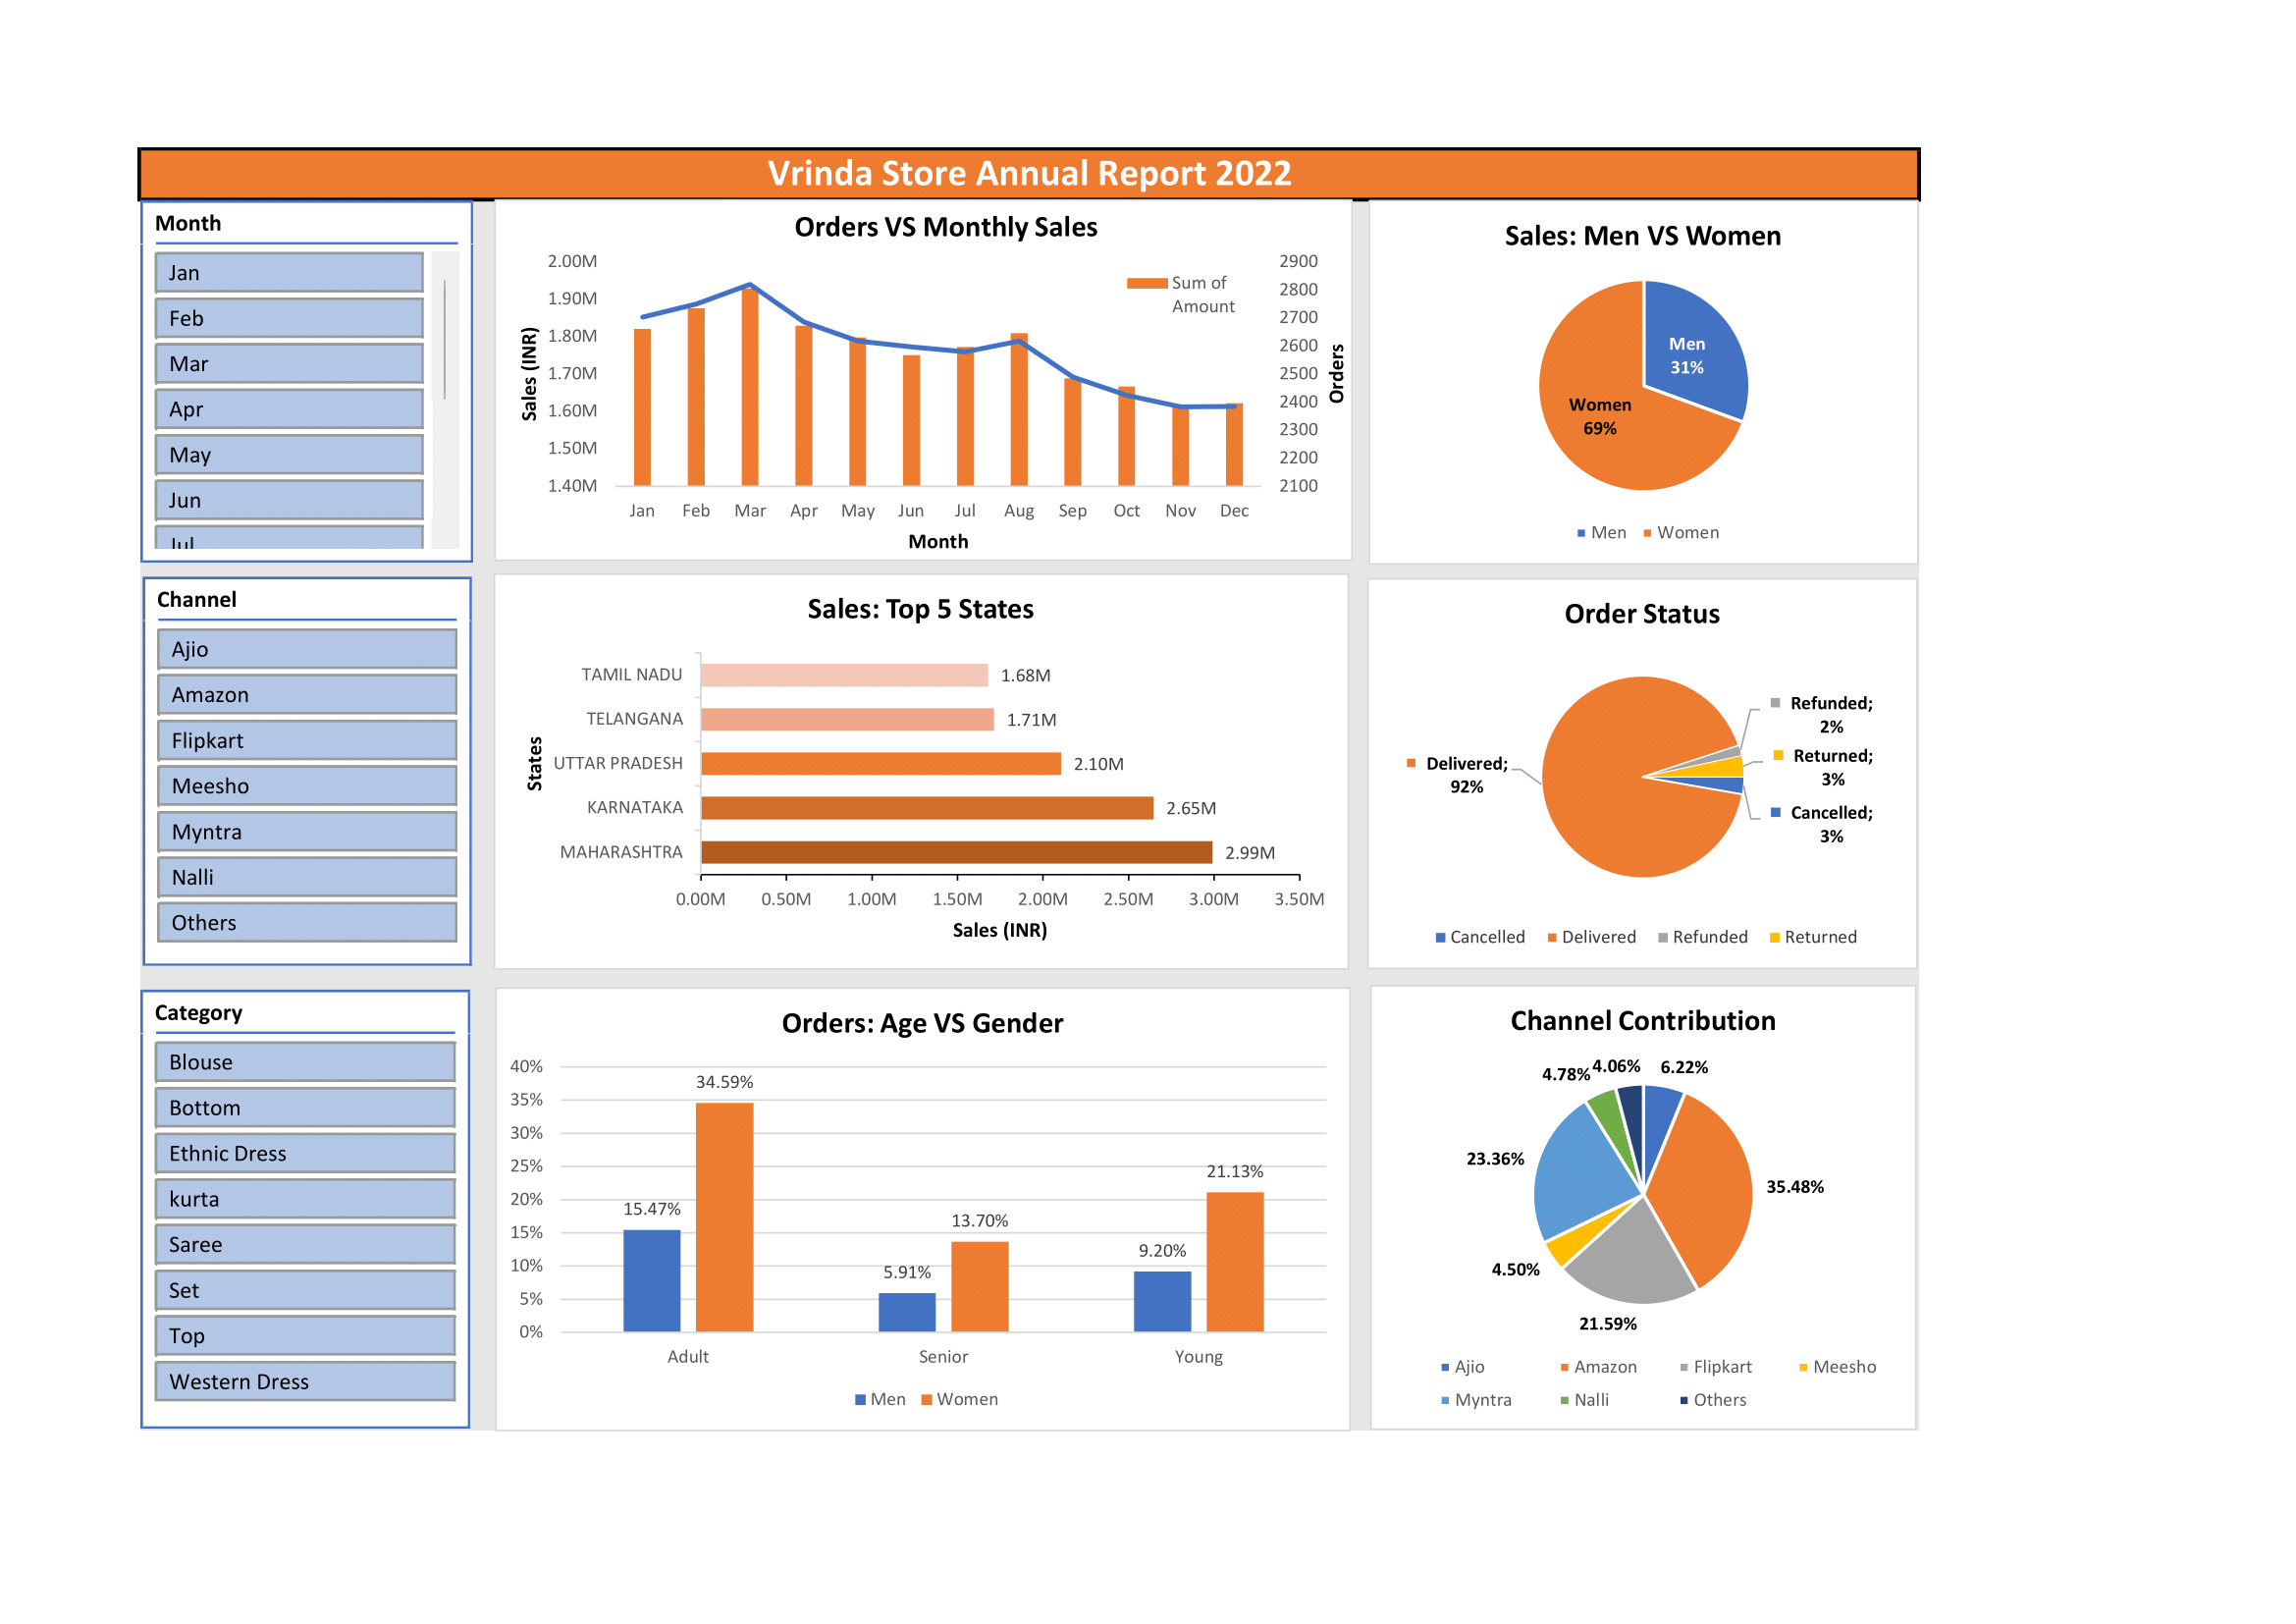 Vrinda Store Annual Report 2022
Month
Jan
Feb
Mar
Apr
May
Jun
Jul
Channel
Ajio
Amazon
Flipkart
Meesho
Myntra
Nalli
Others
Category
Blouse
Bottom
Ethnic Dress
kurta
Saree
Set
Top
Western Dress
Orders VS Monthly Sales
Sales (INR)
2.00M
1.90M
1.80M
1.70M
1.60M
1.50M
1.40M
Sum of
Amount
2900
2800
2700
2600
2500
2400
2300
2200
2100
Orders
Jan Feb Mar Apr May Jun Jul Aug Sep Oct Nov Dec
Month
Sales: Men VS Women
Men
31%
Women
69%
Men Women
Sales: Top 5 States
States
TAMIL NADU 1.68M
TELANGANA 1.71M
UTTAR PRADESH 2.10M
KARNATAKA 2.65M
MAHARASHTRA 2.99M
0.00M 0.50M 1.00M 1.50M 2.00M 2.50M 3.00M 3.50M
Sales (INR)
Order Status
Refunded;
2%
Returned;
3%
Delivered;
92%
Cancelled;
3%
Cancelled Delivered Refunded Returned
Orders: Age VS Gender
40%
35%
30%
25%
20%
15%
10%
5%
0%
15.47%
34.59%
5.91%
13.70%
9.20%
21.13%
Adult Senior Young
Men Women
Channel Contribution
4.78% 4.06% 6.22%
23.36%
35.48%
4.50%
21.59%
Ajio Amazon Flipkart Meesho
Myntra Nalli Others